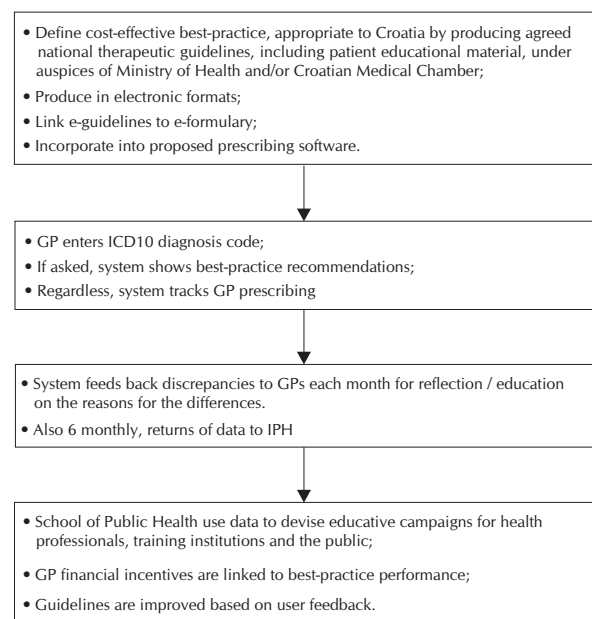 • Define cost-effective best-practice, appropriate to Croatia by producing agreed
national therapeutic guidelines, including patient educational material, under
auspices of Ministry of Health and/or Croatian Medical Chamber;
• Produce in electronic formats;
• Link e-guidelines to e-formulary;
• Incorporate into proposed prescribing software.
• GP enters ICD10 diagnosis code;
• If asked, system shows best-practice recommendations;
• Regardless, system tracks GP prescribing
• System feeds back discrepancies to GPs each month for reflection / education
on the reasons for the differences.
• Also 6 monthly, returns of data to IPH
• School of Public Health use data to devise educative campaigns for health
professionals, training institutions and the public;
• GP financial incentives are linked to best-practice performance;
• Guidelines are improved based on user feedback.